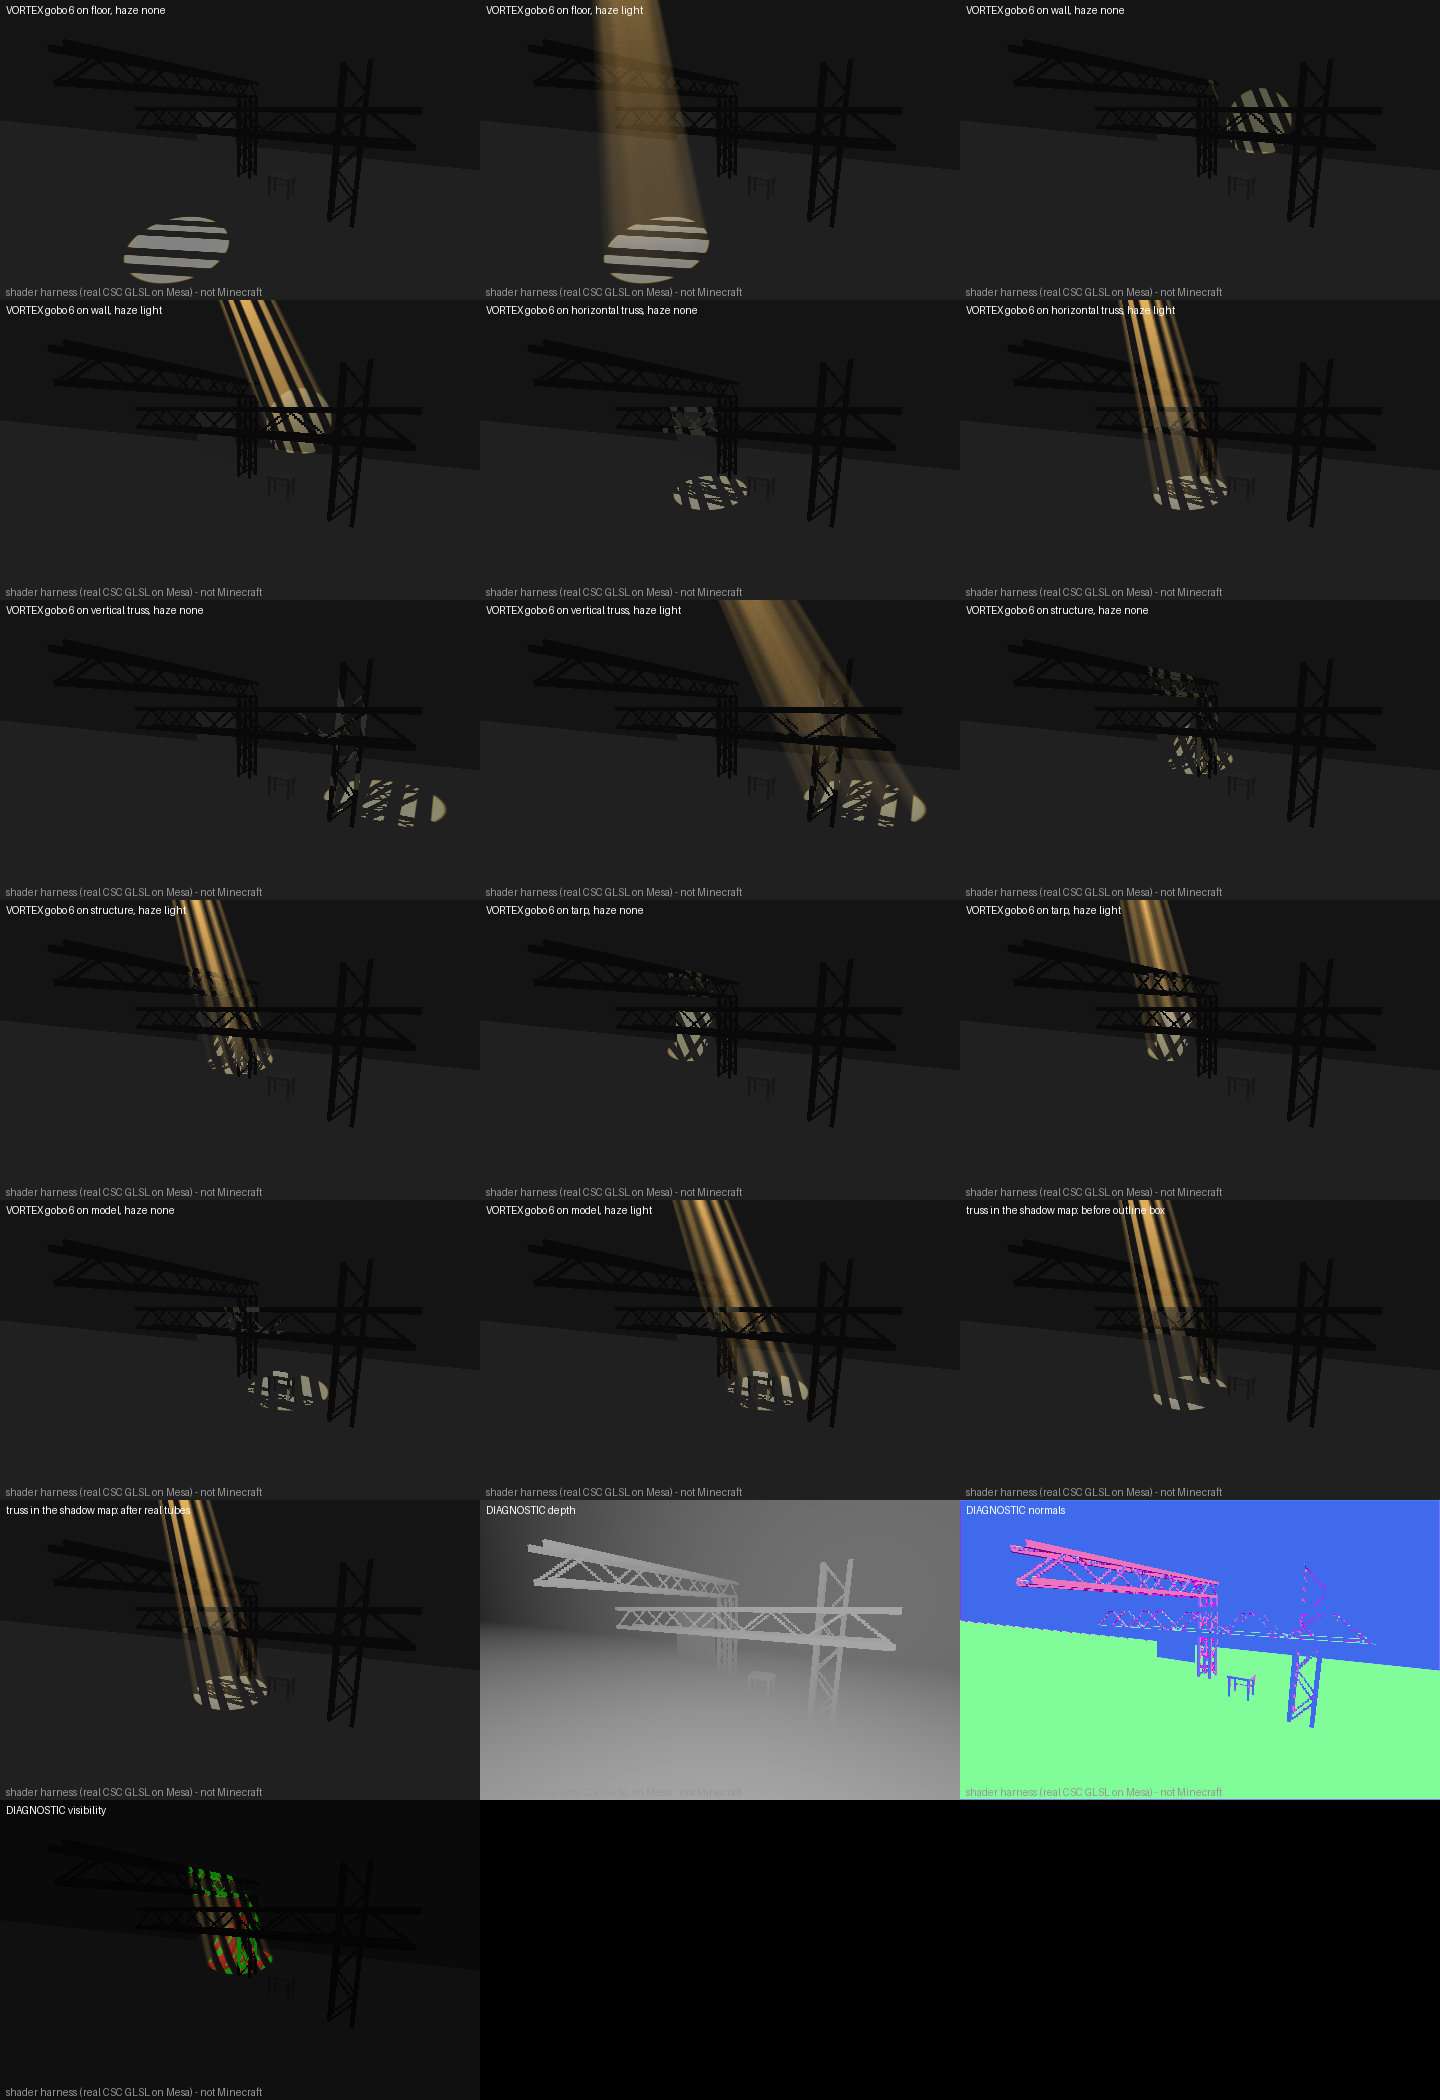 VORTEX gobo 6 on floor, haze none
VORTEX gobo 6 on floor, haze light
VORTEX gobo 6 on wall, haze none
shader harness (real CSC GLSL on Mesa) - not Minecraft
shader harness (real CSC GLSL on Mesa) - not Minecraft
shader harness (real CSC GLSL on Mesa) - not Minecraft
VORTEX gobo 6 on wall, haze light
VORTEX gobo 6 on horizontal truss, haze none
VORTEX gobo 6 on horizontal truss, haze light
shader harness (real CSC GLSL on Mesa) - not Minecraft
shader harness (real CSC GLSL on Mesa) - not Minecraft
shader harness (real CSC GLSL on Mesa) - not Minecraft
VORTEX gobo 6 on vertical truss, haze none
VORTEX gobo 6 on vertical truss, haze light
VORTEX gobo 6 on structure, haze none
shader harness (real CSC GLSL on Mesa) - not Minecraft
shader harness (real CSC GLSL on Mesa) - not Minecraft
shader harness (real CSC GLSL on Mesa) - not Minecraft
VORTEX gobo 6 on structure, haze light
VORTEX gobo 6 on tarp, haze none
VORTEX gobo 6 on tarp, haze light
shader harness (real CSC GLSL on Mesa) - not Minecraft
shader harness (real CSC GLSL on Mesa) - not Minecraft
shader harness (real CSC GLSL on Mesa) - not Minecraft
VORTEX gobo 6 on model, haze none
VORTEX gobo 6 on model, haze light
truss in the shadow map: before outline box
shader harness (real CSC GLSL on Mesa) - not Minecraft
shader harness (real CSC GLSL on Mesa) - not Minecraft
shader harness (real CSC GLSL on Mesa) - not Minecraft
truss in the shadow map: after real tubes
DIAGNOSTIC depth
DIAGNOSTIC normals
shader harness (real CSC GLSL on Mesa) - not Minecraft
shader harness (real CSC GLSL on Mesa) - not Minecraft
shader harness (real CSC GLSL on Mesa) - not Minecraft
DIAGNOSTIC visibility
shader harness (real CSC GLSL on Mesa) - not Minecraft